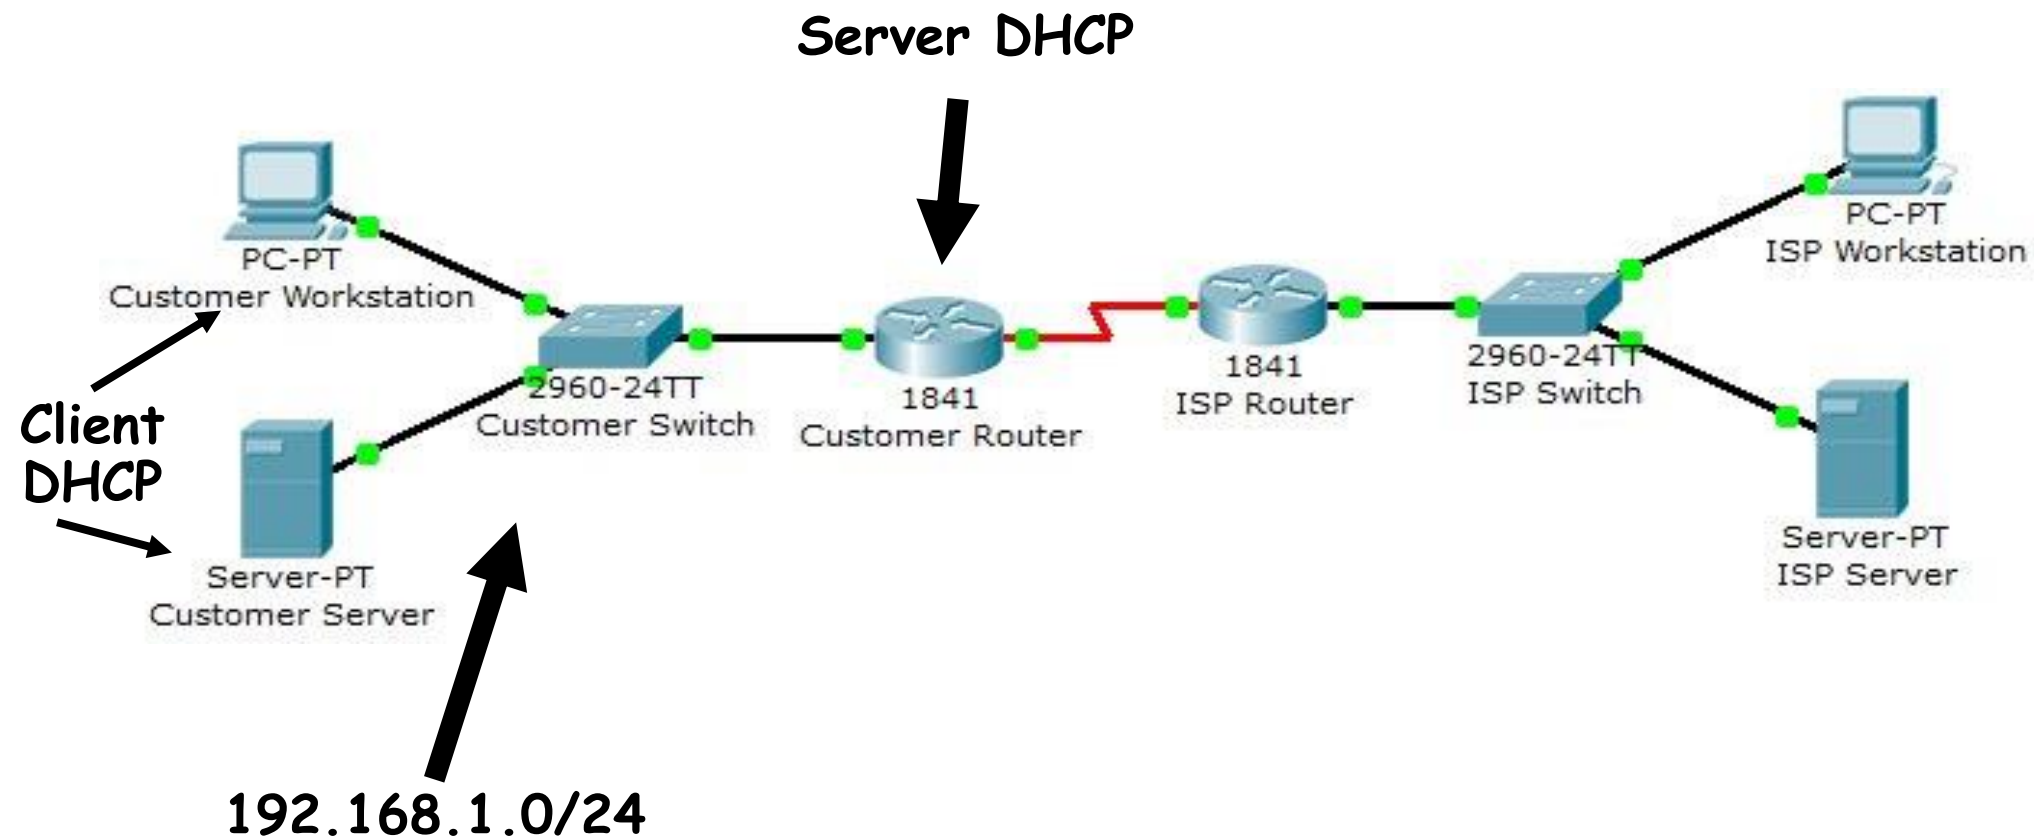 Server DHCP
PC-PT
Customer Workstation
Client
DHCP
Server-PT
Customer Server
2960-24TT
Customer Switch
1841
Customer Router
1841
ISP Router
2960-24TT
ISP Switch
PC-PT
ISP Workstation
Server-PT
ISP Server
192.168.1.0/24